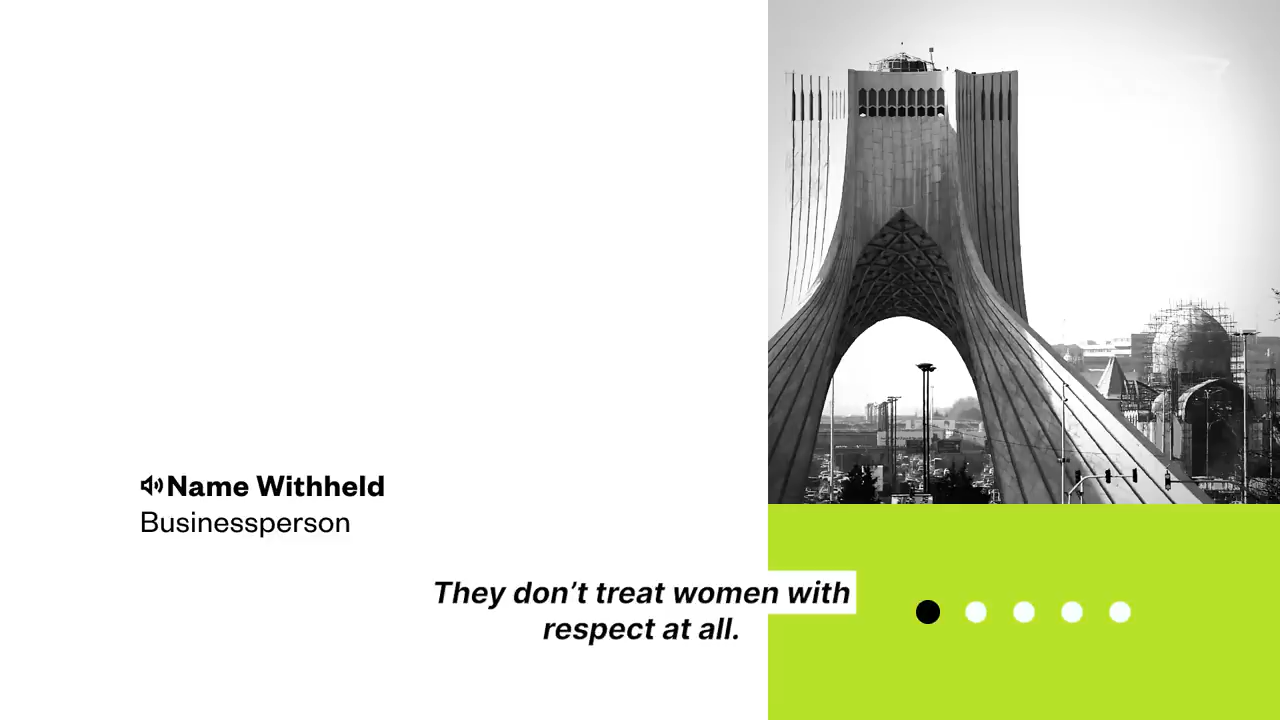 Name Withheld
Businessperson
They don’t treat women with
respect at all.